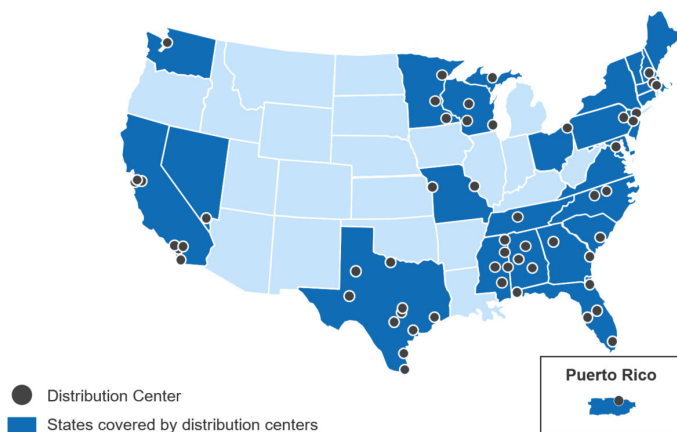 Puerto Rico
Distribution Center
States covered by distribution centers